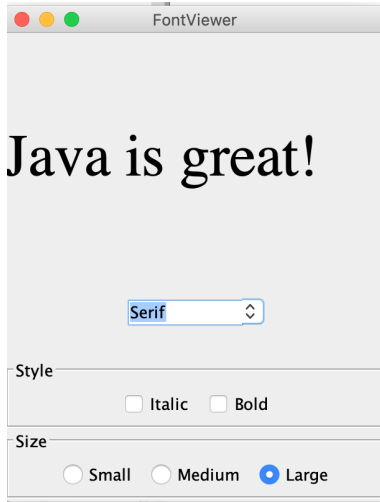 FontViewer
Java is great!
Serif
Style
Italic Bold
Size
Small Medium Large